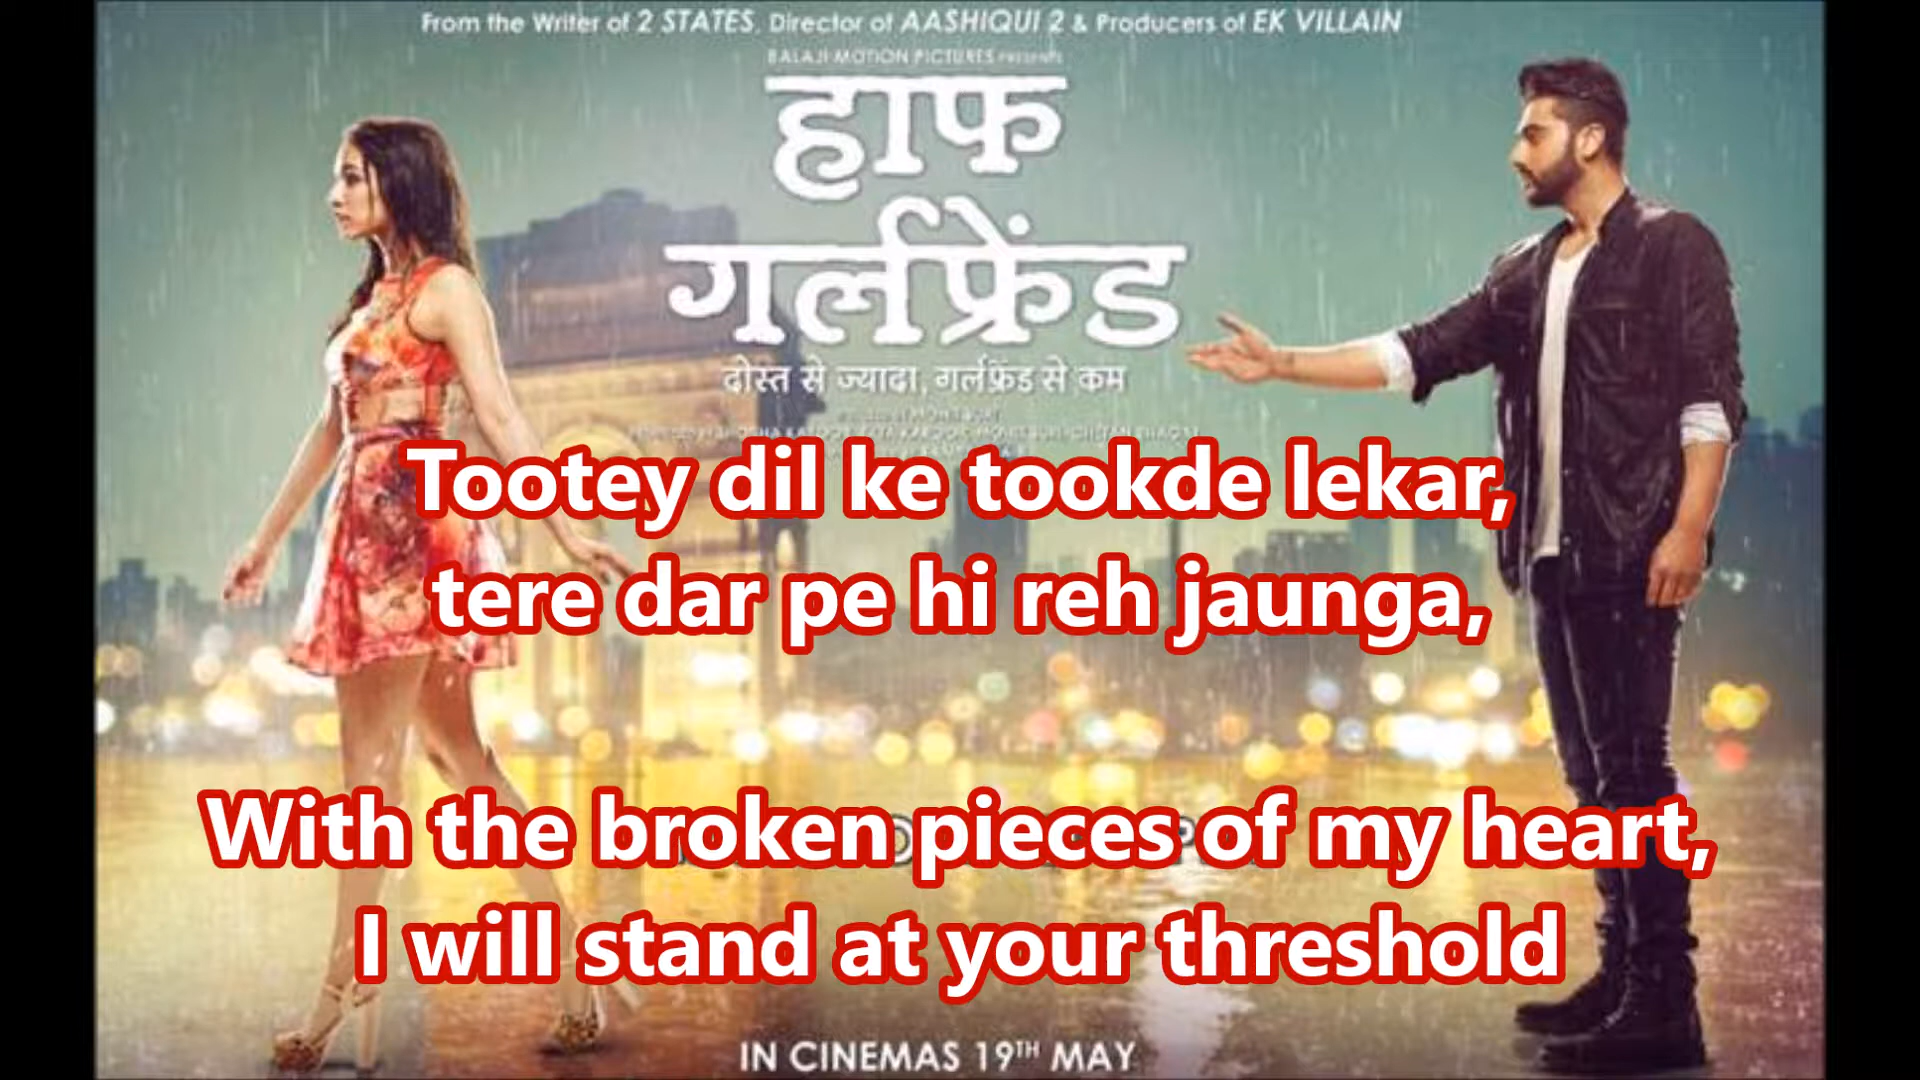 From the Writer of 2 STATES, Director of AASHIQUI 2 & Producers of EK VILLAIN
BALAJI MOTION PICTURES PRESENTS
हाफ
गर्लफ्रेंड
दोस्त से ज्यादा, गर्लफ्रेंड से कम
Tootey dil ke tookde lekar,
tere dar pe hi reh jaunga,
With the broken pieces of my heart,
I will stand at your threshold
IN CINEMAS 19TH MAY